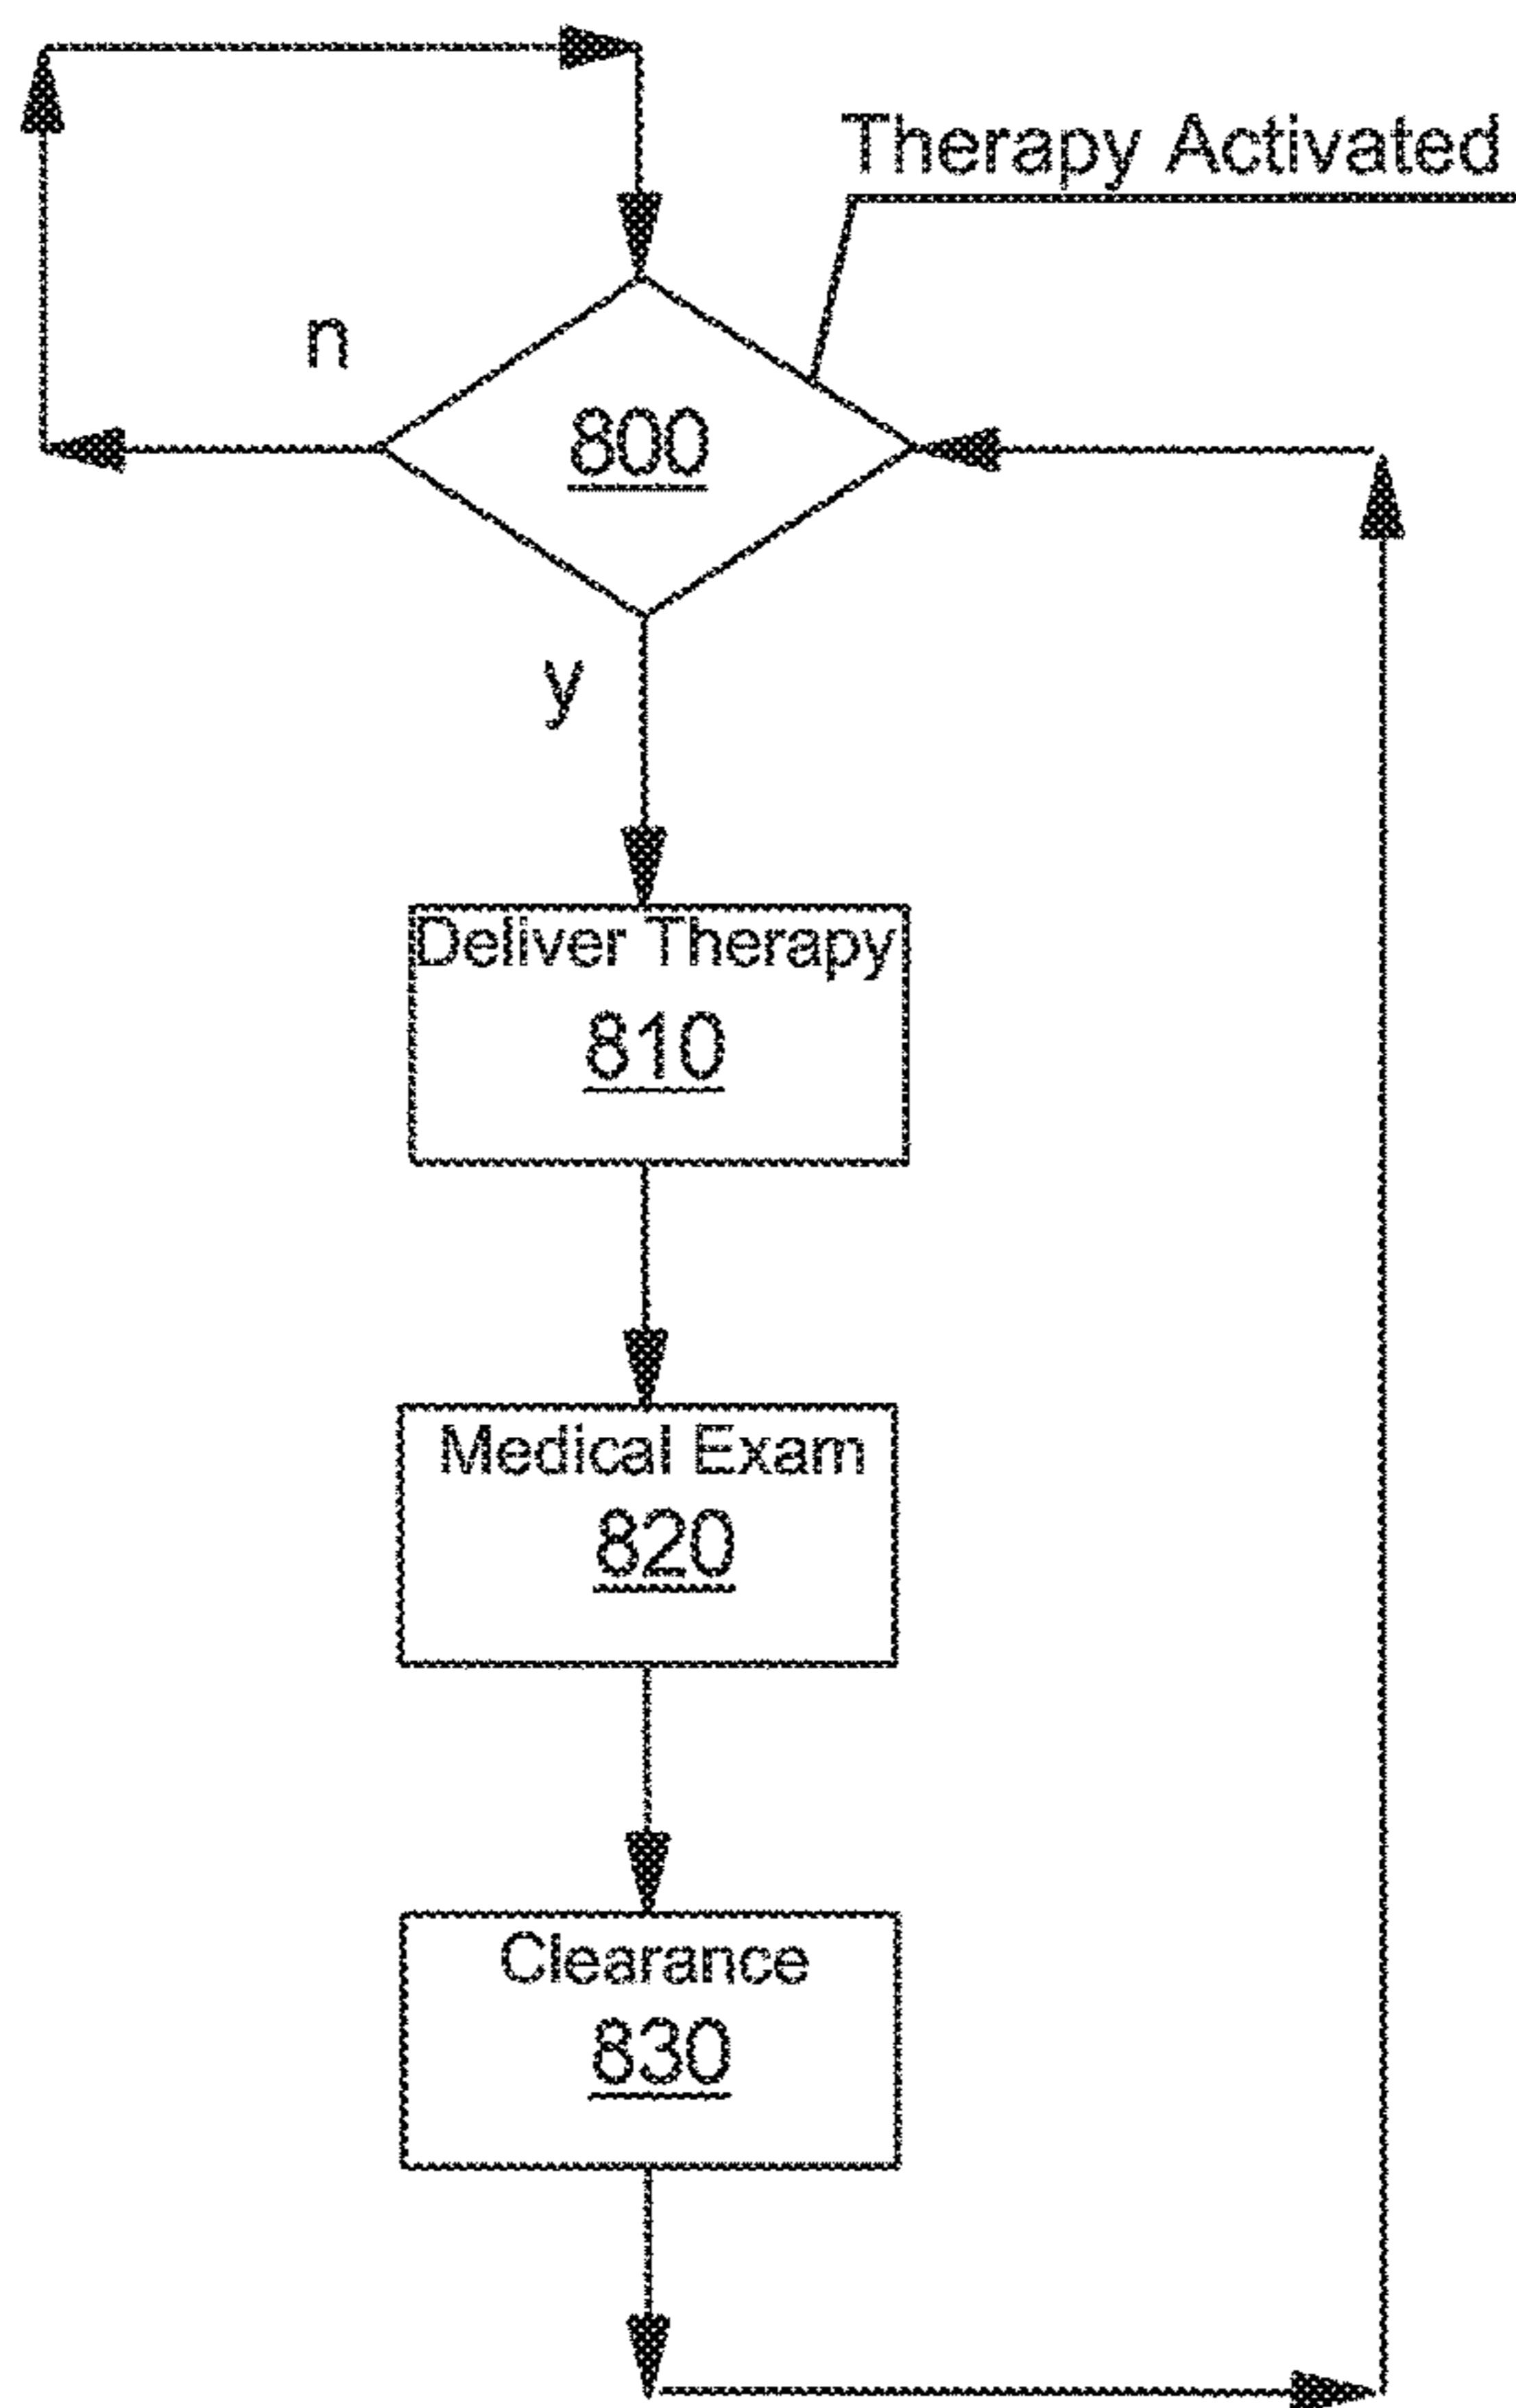 Therapy Activated
n
800
y
Deliver Therapy
810
Medical Exam
820
Clearance
830